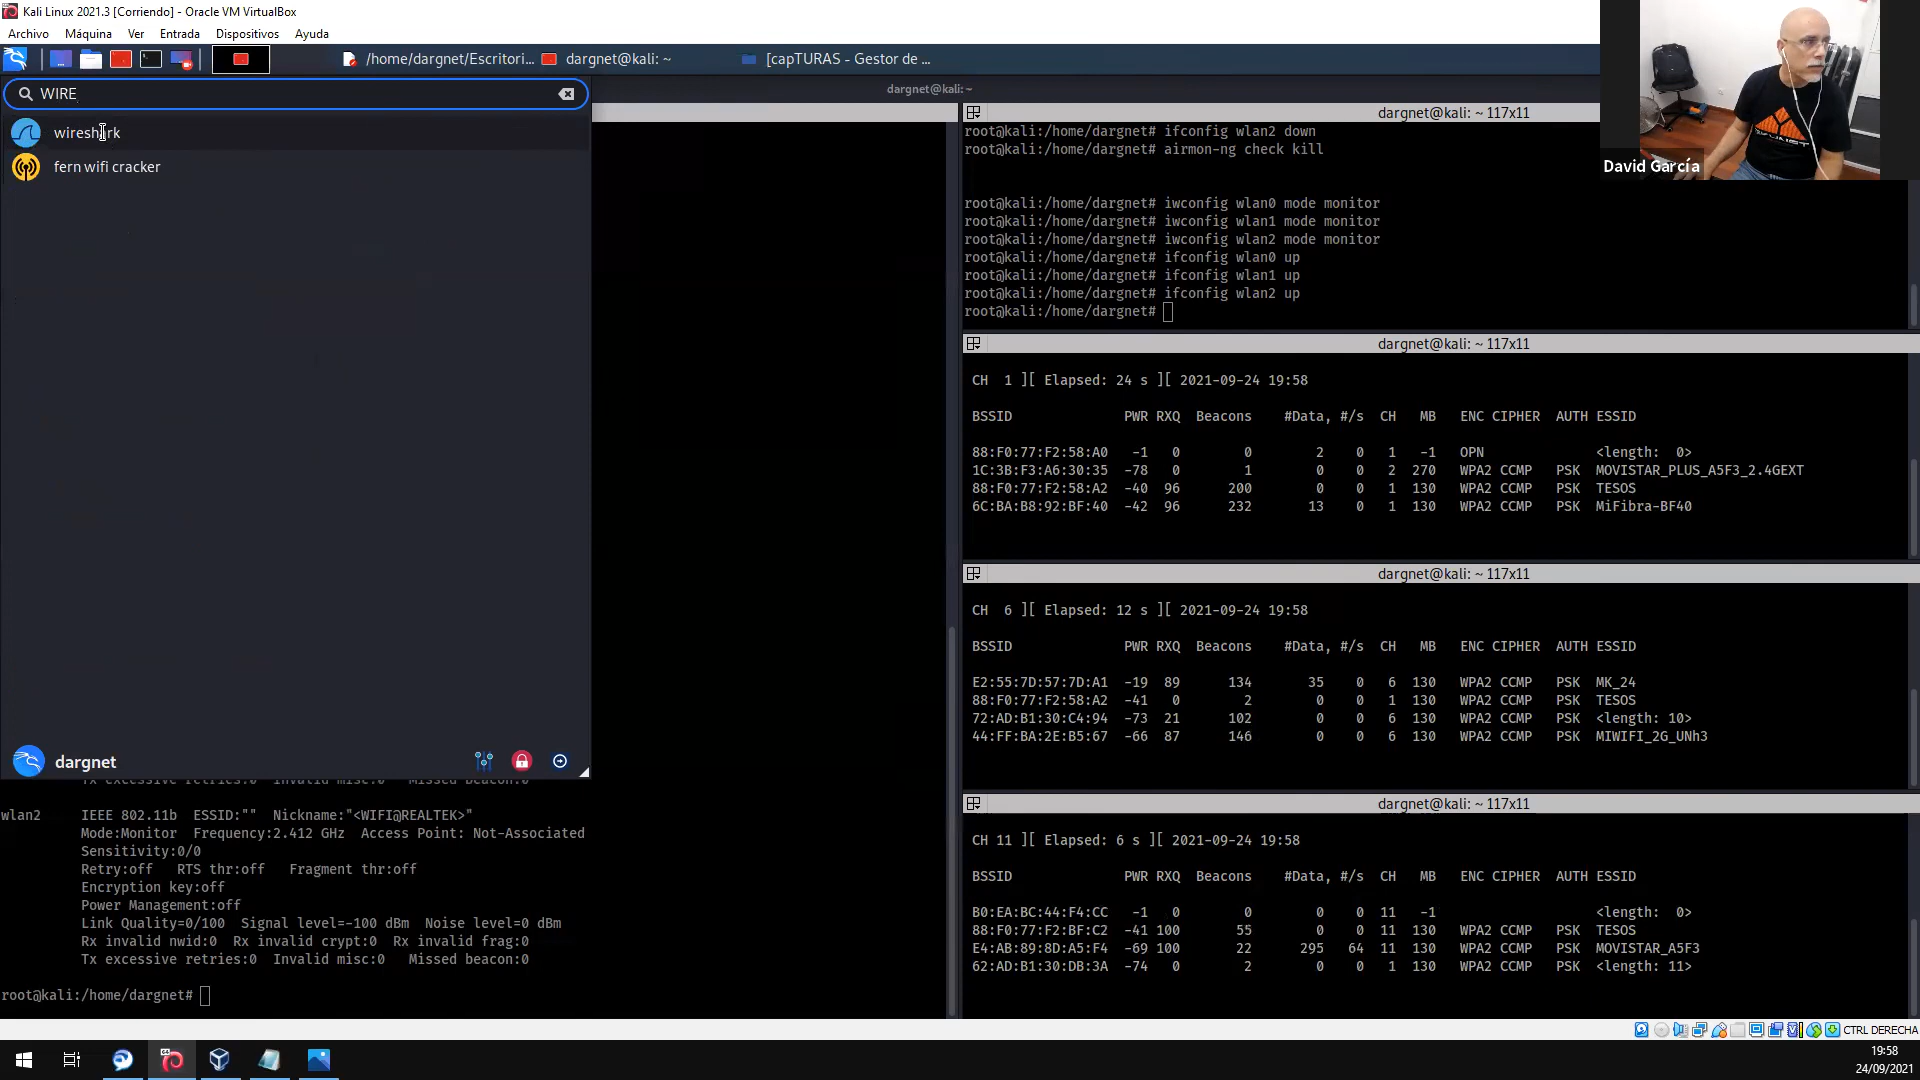 Kali Linux 2021.3 [Corriendo] - Oracle VM VirtualBox
Archivo Máquina Ver Entrada Dispositivos Ayuda
/home/dargnet/Escritori... dargnet@kali: ~ [capTURAS - Gestor de ...
dargnet@kali: ~
WIRE
wireshark
fern wifi cracker
dargnet
wlan2 IEEE 802.11b ESSID:"" Nickname:"<WIFI@REALTEK>"
Mode:Monitor Frequency:2.412 GHz Access Point: Not-Associated
Sensitivity:0/0
Retry:off RTS thr:off Fragment thr:off
Encryption key:off
Power Management:off
Link Quality=0/100 Signal level=-100 dBm Noise level=0 dBm
Rx invalid nwid:0 Rx invalid crypt:0 Rx invalid frag:0
Tx excessive retries:0 Invalid misc:0 Missed beacon:0
root@kali:/home/dargnet#
dargnet@kali: ~ 117x11
root@kali:/home/dargnet# ifconfig wlan2 down
root@kali:/home/dargnet# airmon-ng check kill
root@kali:/home/dargnet# iwconfig wlan0 mode monitor
root@kali:/home/dargnet# iwconfig wlan1 mode monitor
root@kali:/home/dargnet# iwconfig wlan2 mode monitor
root@kali:/home/dargnet# ifconfig wlan0 up
root@kali:/home/dargnet# ifconfig wlan1 up
root@kali:/home/dargnet# ifconfig wlan2 up
root@kali:/home/dargnet#
dargnet@kali: ~ 117x11
CH 1 ][ Elapsed: 24 s ][ 2021-09-24 19:58
BSSID PWR RXQ Beacons #Data, #/s CH MB ENC CIPHER AUTH ESSID
88:F0:77:F2:58:A0 -1 0 0 2 0 1 -1 OPN <length: 0>
1C:3B:F3:A6:30:35 -78 0 1 0 0 2 270 WPA2 CCMP PSK MOVISTAR_PLUS_A5F3_2.4GEXT
88:F0:77:F2:58:A2 -40 96 200 0 0 1 130 WPA2 CCMP PSK TESOS
6C:BA:B8:92:BF:40 -42 96 232 13 0 1 130 WPA2 CCMP PSK MiFibra-BF40
dargnet@kali: ~ 117x11
CH 6 ][ Elapsed: 12 s ][ 2021-09-24 19:58
BSSID PWR RXQ Beacons #Data, #/s CH MB ENC CIPHER AUTH ESSID
E2:55:7D:57:7D:A1 -19 89 134 35 0 6 130 WPA2 CCMP PSK MK_24
88:F0:77:F2:58:A2 -41 0 2 0 0 1 130 WPA2 CCMP PSK TESOS
72:AD:B1:30:C4:94 -73 21 102 0 0 6 130 WPA2 CCMP PSK <length: 10>
44:FF:BA:2E:B5:67 -66 87 146 0 0 6 130 WPA2 CCMP PSK MIWIFI_2G_UNh3
dargnet@kali: ~ 117x11
CH 11 ][ Elapsed: 6 s ][ 2021-09-24 19:58
BSSID PWR RXQ Beacons #Data, #/s CH MB ENC CIPHER AUTH ESSID
B0:EA:BC:44:F4:CC -1 0 0 0 0 11 -1 <length: 0>
88:F0:77:F2:BF:C2 -41 100 55 0 0 11 130 WPA2 CCMP PSK TESOS
E4:AB:89:8D:A5:F4 -69 100 22 295 64 11 130 WPA2 CCMP PSK MOVISTAR_A5F3
62:AD:B1:30:DB:3A -74 0 2 0 0 1 130 WPA2 CCMP PSK <length: 11>
David García
CTRL DERECHA
19:58
24/09/2021